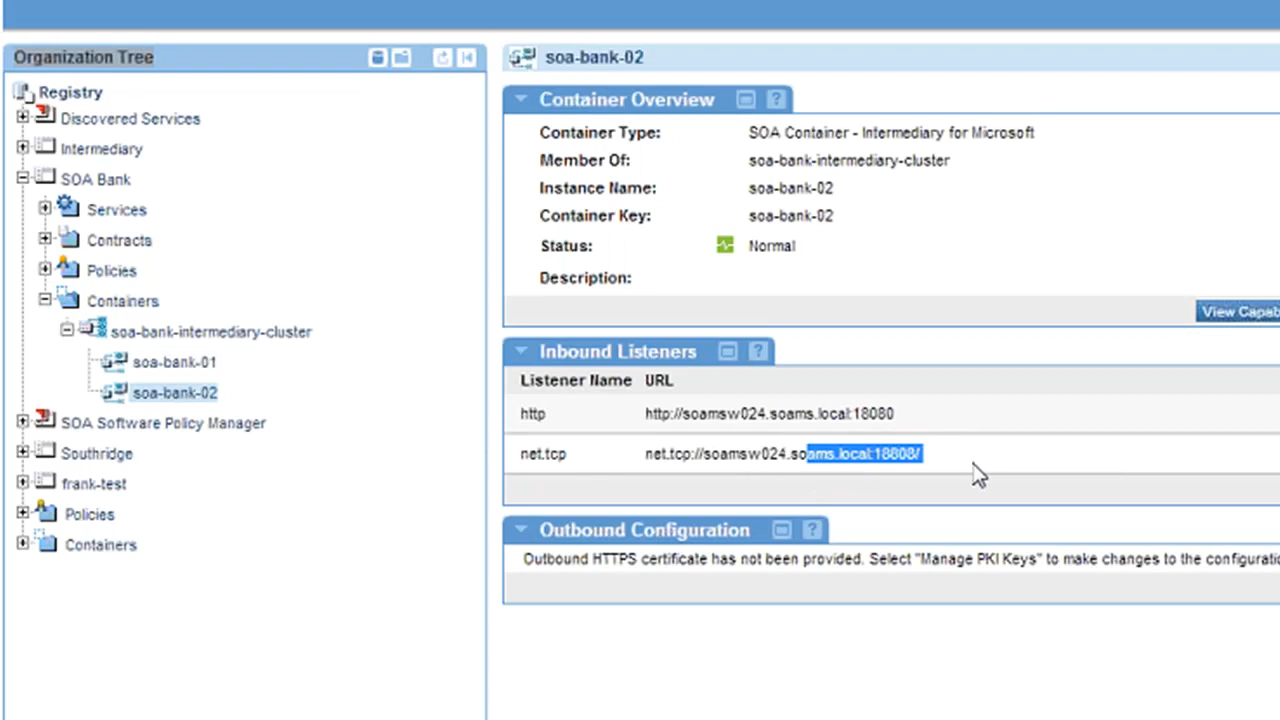 Organization Tree
Registry
Discovered Services
Intermediary
SOA Bank
Services
Contracts
Policies
Containers
soa-bank-intermediary-cluster
soa-bank-01
soa-bank-02
SOA Software Policy Manager
Southridge
frank-test
Policies
Containers
soa-bank-02
Container Overview ?
Container Type: SOA Container - Intermediary for Microsoft
Member Of: soa-bank-intermediary-cluster
Instance Name: soa-bank-02
Container Key: soa-bank-02
Status: Normal
Description:
View Capab
Inbound Listeners ?
Listener Name URL
http http://soamsw024.soams.local:18080
net.tcp net.tcp://soamsw024.soams.local:18808/
Outbound Configuration ?
Outbound HTTPS certificate has not been provided. Select "Manage PKI Keys" to make changes to the configuratio